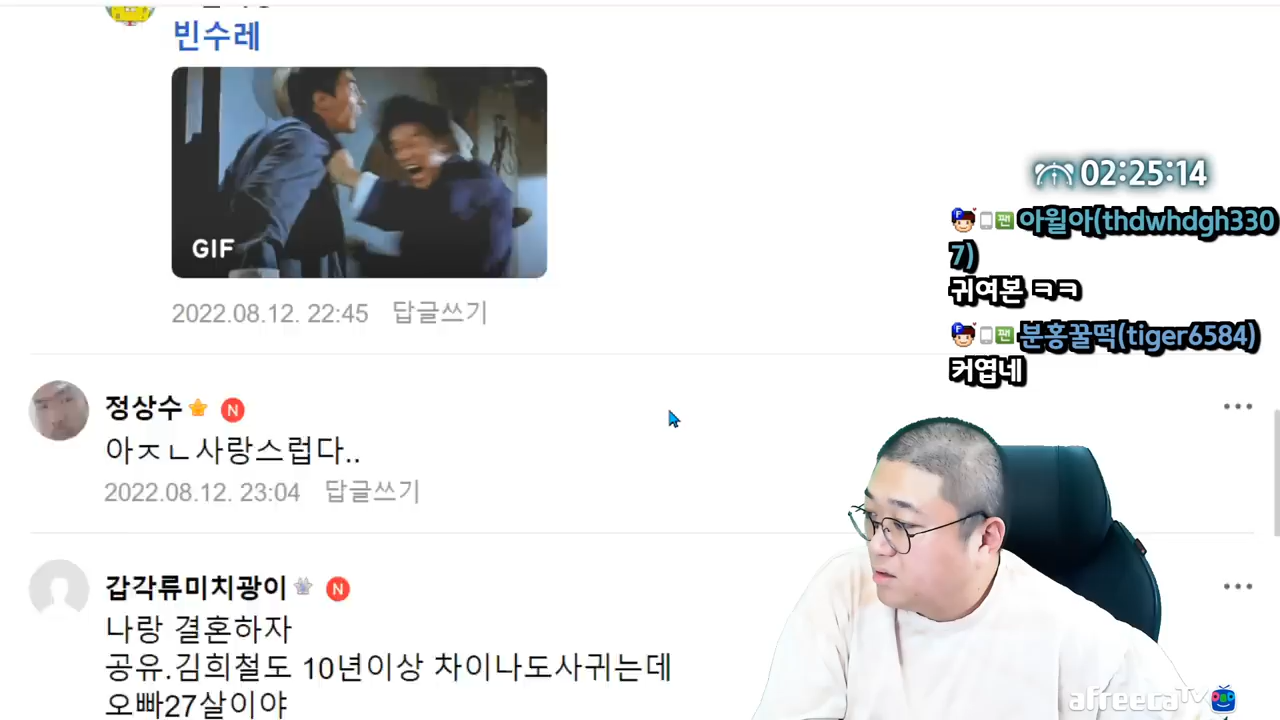 빈수레
GIF
2022.08.12. 22:45 답글쓰기
정상수 N
아ㅈㄴ사랑스럽다..
2022.08.12. 23:04 답글쓰기
갑각류미치광이 N
나랑 결혼하자
공유.김희철도 10년이상 차이나도사귀는데
오빠27살이야
02:25:14
F 팬 아월아(thdwhdgh330
7)
귀여본 ㅋㅋ
F 팬 분홍꿀떡(tiger6584)
커엽네
afreecaTV